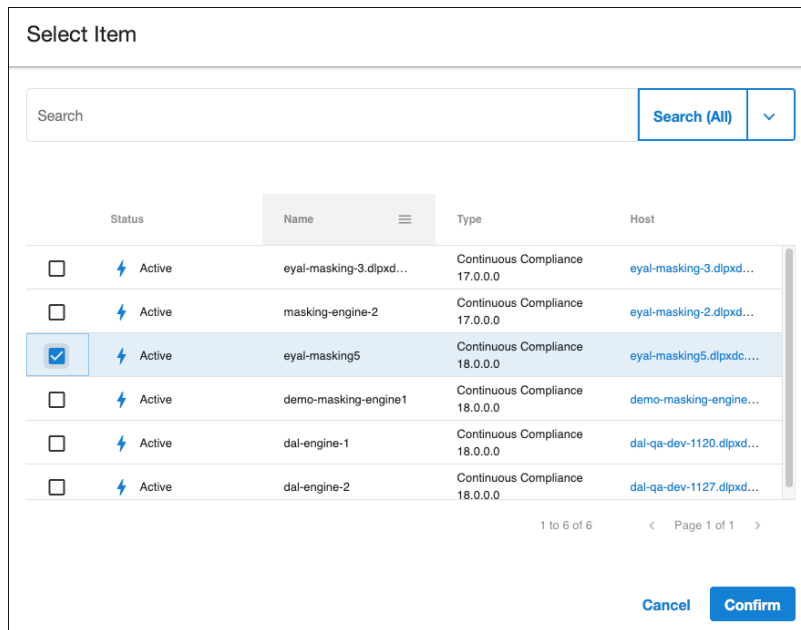 Select Item
Search
Search (All)
Status Name Type Host
Active eyal-masking-3.dlpxd... Continuous Compliance 17.0.0.0 eyal-masking-3.dlpxd...
Active masking-engine-2 Continuous Compliance 17.0.0.0 eyal-masking-2.dlpxd...
Active eyal-masking5 Continuous Compliance 18.0.0.0 eyal-masking5.dlpxdc....
Active demo-masking-engine1 Continuous Compliance 18.0.0.0 demo-masking-engine...
Active dal-engine-1 Continuous Compliance 18.0.0.0 dal-qa-dev-1120.dlpxd...
Active dal-engine-2 Continuous Compliance 18.0.0.0 dal-qa-dev-1127.dlpxd...
1 to 6 of 6 Page 1 of 1
Cancel Confirm